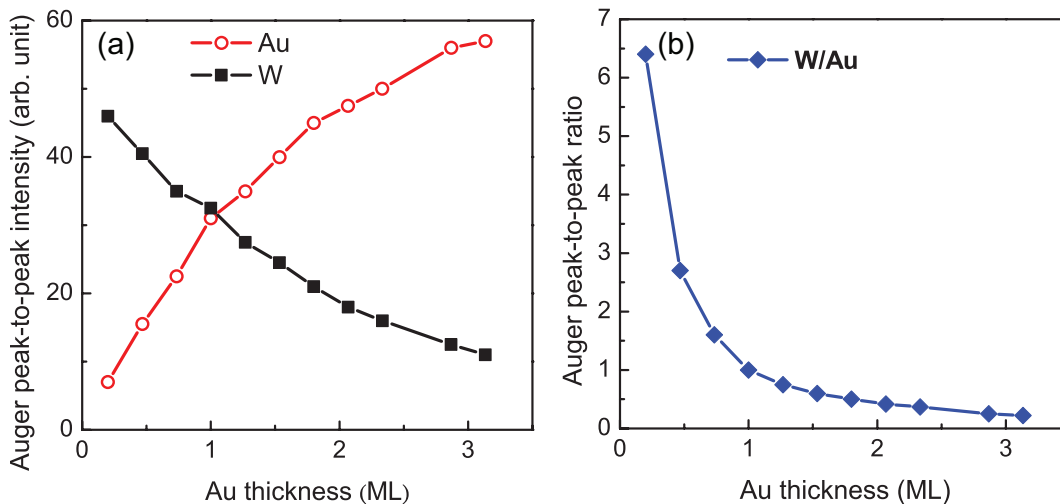 (a)
Au
W
60
40
20
0
0
1
2
3
Auger peak-to-peak intensity (arb. unit)
Au thickness (ML)
(b)
W/Au
7
6
5
4
3
2
1
0
0
1
2
3
Auger peak-to-peak ratio
Au thickness (ML)